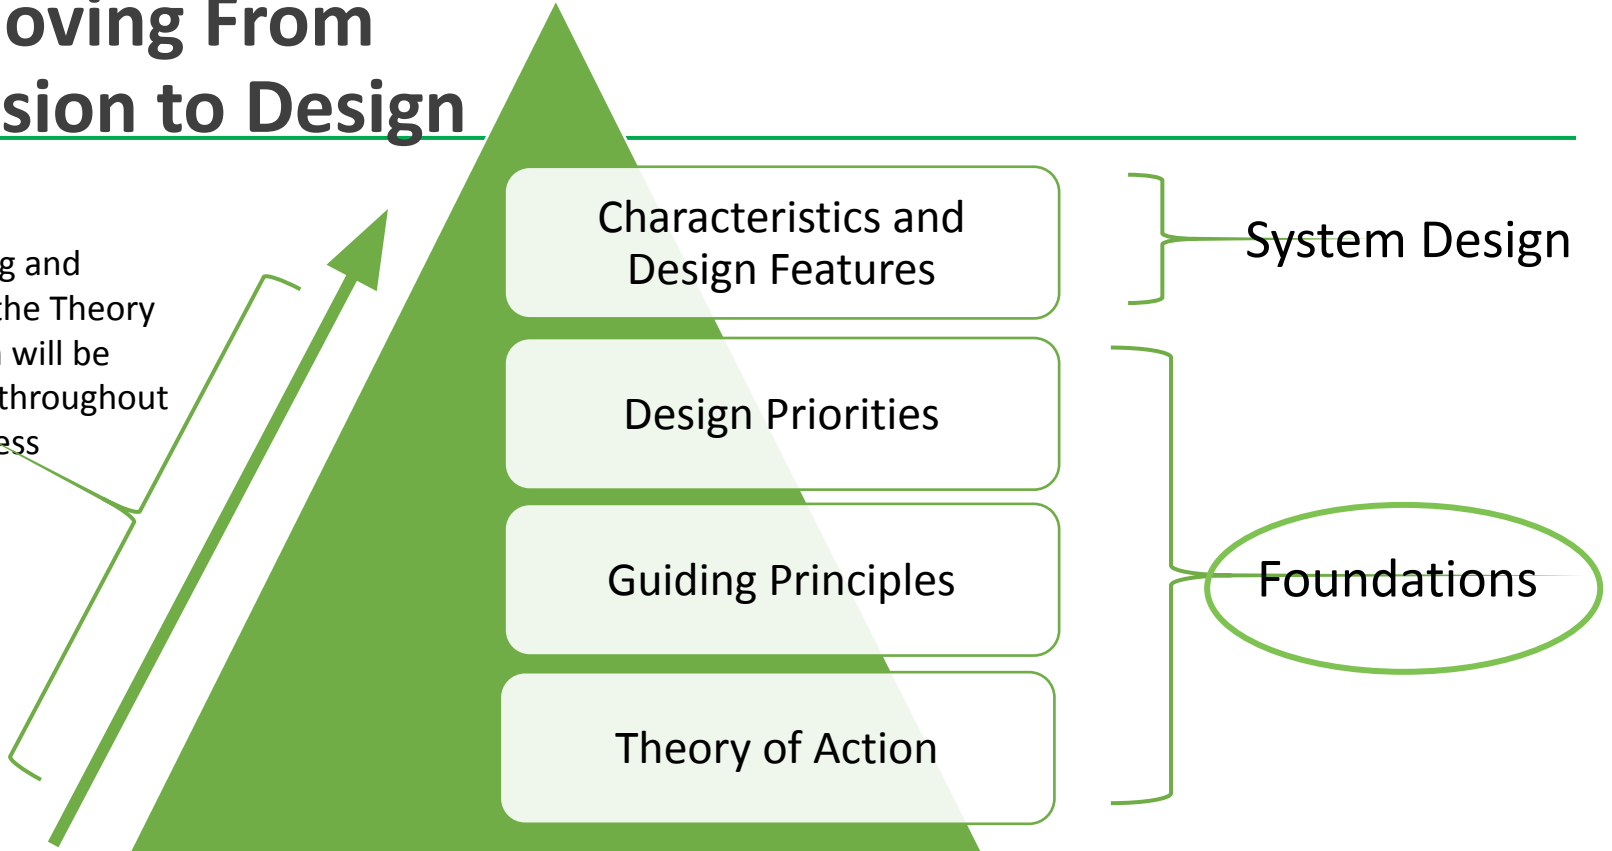 oving From
sion to Design
Characteristics and
Design Features
System Design
g and
the Theory
will be
throughout
ess
Design Priorities
Guiding Principles
Foundations
Theory of Action